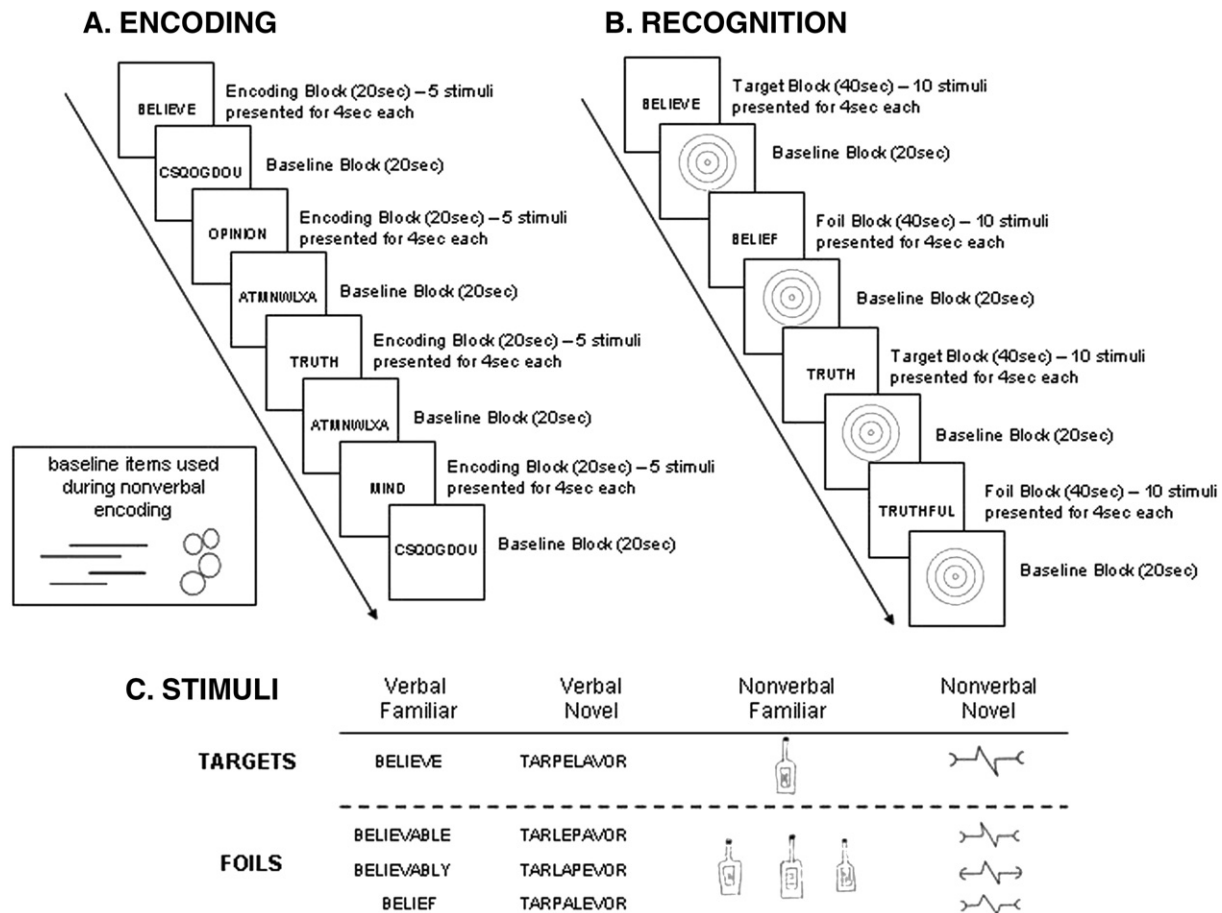 A. ENCODING
BELIEVE
Encoding Block (20sec) – 5 stimuli
presented for 4sec each
CSQOGDOU
Baseline Block (20sec)
OPINION
Encoding Block (20sec) – 5 stimuli
presented for 4sec each
ATMNWLXA
Baseline Block (20sec)
TRUTH
Encoding Block (20sec) – 5 stimuli
presented for 4sec each
ATMNWLXA
Baseline Block (20sec)
MIND
Encoding Block (20sec) – 5 stimuli
presented for 4sec each
CSQOGDOU
Baseline Block (20sec)
baseline items used
during nonverbal
encoding
B. RECOGNITION
BELIEVE
Target Block (40sec) – 10 stimuli
presented for 4sec each
Baseline Block (20sec)
BELIEF
Foil Block (40sec) – 10 stimuli
presented for 4sec each
Baseline Block (20sec)
TRUTH
Target Block (40sec) – 10 stimuli
presented for 4sec each
Baseline Block (20sec)
TRUTHFUL
Foil Block (40sec) – 10 stimuli
presented for 4sec each
Baseline Block (20sec)
C. STIMULI
Verbal Familiar
Verbal Novel
Nonverbal Familiar
Nonverbal Novel
TARGETS
BELIEVE
TARPELAVOR
FOILS
BELIEVABLE
TARLEPAVOR
BELIEVABLY
TARLAPEVOR
BELIEF
TARPALEVOR